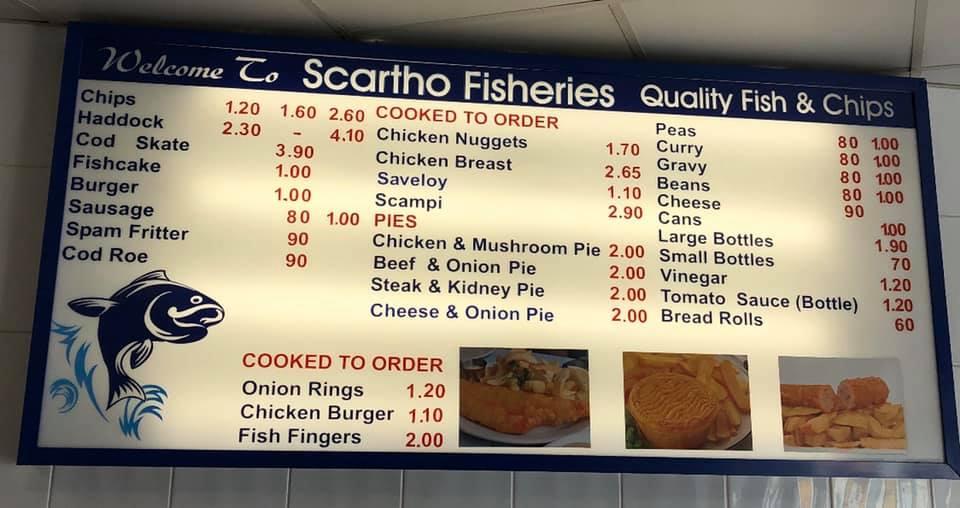 Welcome To Scartho Fisheries Quality Fish & Chips
Chips 1.20 1.60 2.60
Haddock 2.30 - 4.10
Cod Skate 3.90
Fishcake 1.00
Burger 1.00
Sausage 80 1.00
Spam Fritter 90
Cod Roe 90
COOKED TO ORDER
Onion Rings 1.20
Chicken Burger 1.10
Fish Fingers 2.00
COOKED TO ORDER
Chicken Nuggets 1.70
Chicken Breast 2.65
Saveloy 1.10
Scampi 2.90
PIES
Chicken & Mushroom Pie 2.00
Beef & Onion Pie 2.00
Steak & Kidney Pie 2.00
Cheese & Onion Pie 2.00
Peas 80 1.00
Curry 80 1.00
Gravy 80 1.00
Beans 80 1.00
Cheese 90
Cans 1.00
Large Bottles 1.90
Small Bottles 70
Vinegar 1.20
Tomato Sauce (Bottle) 1.20
Bread Rolls 60